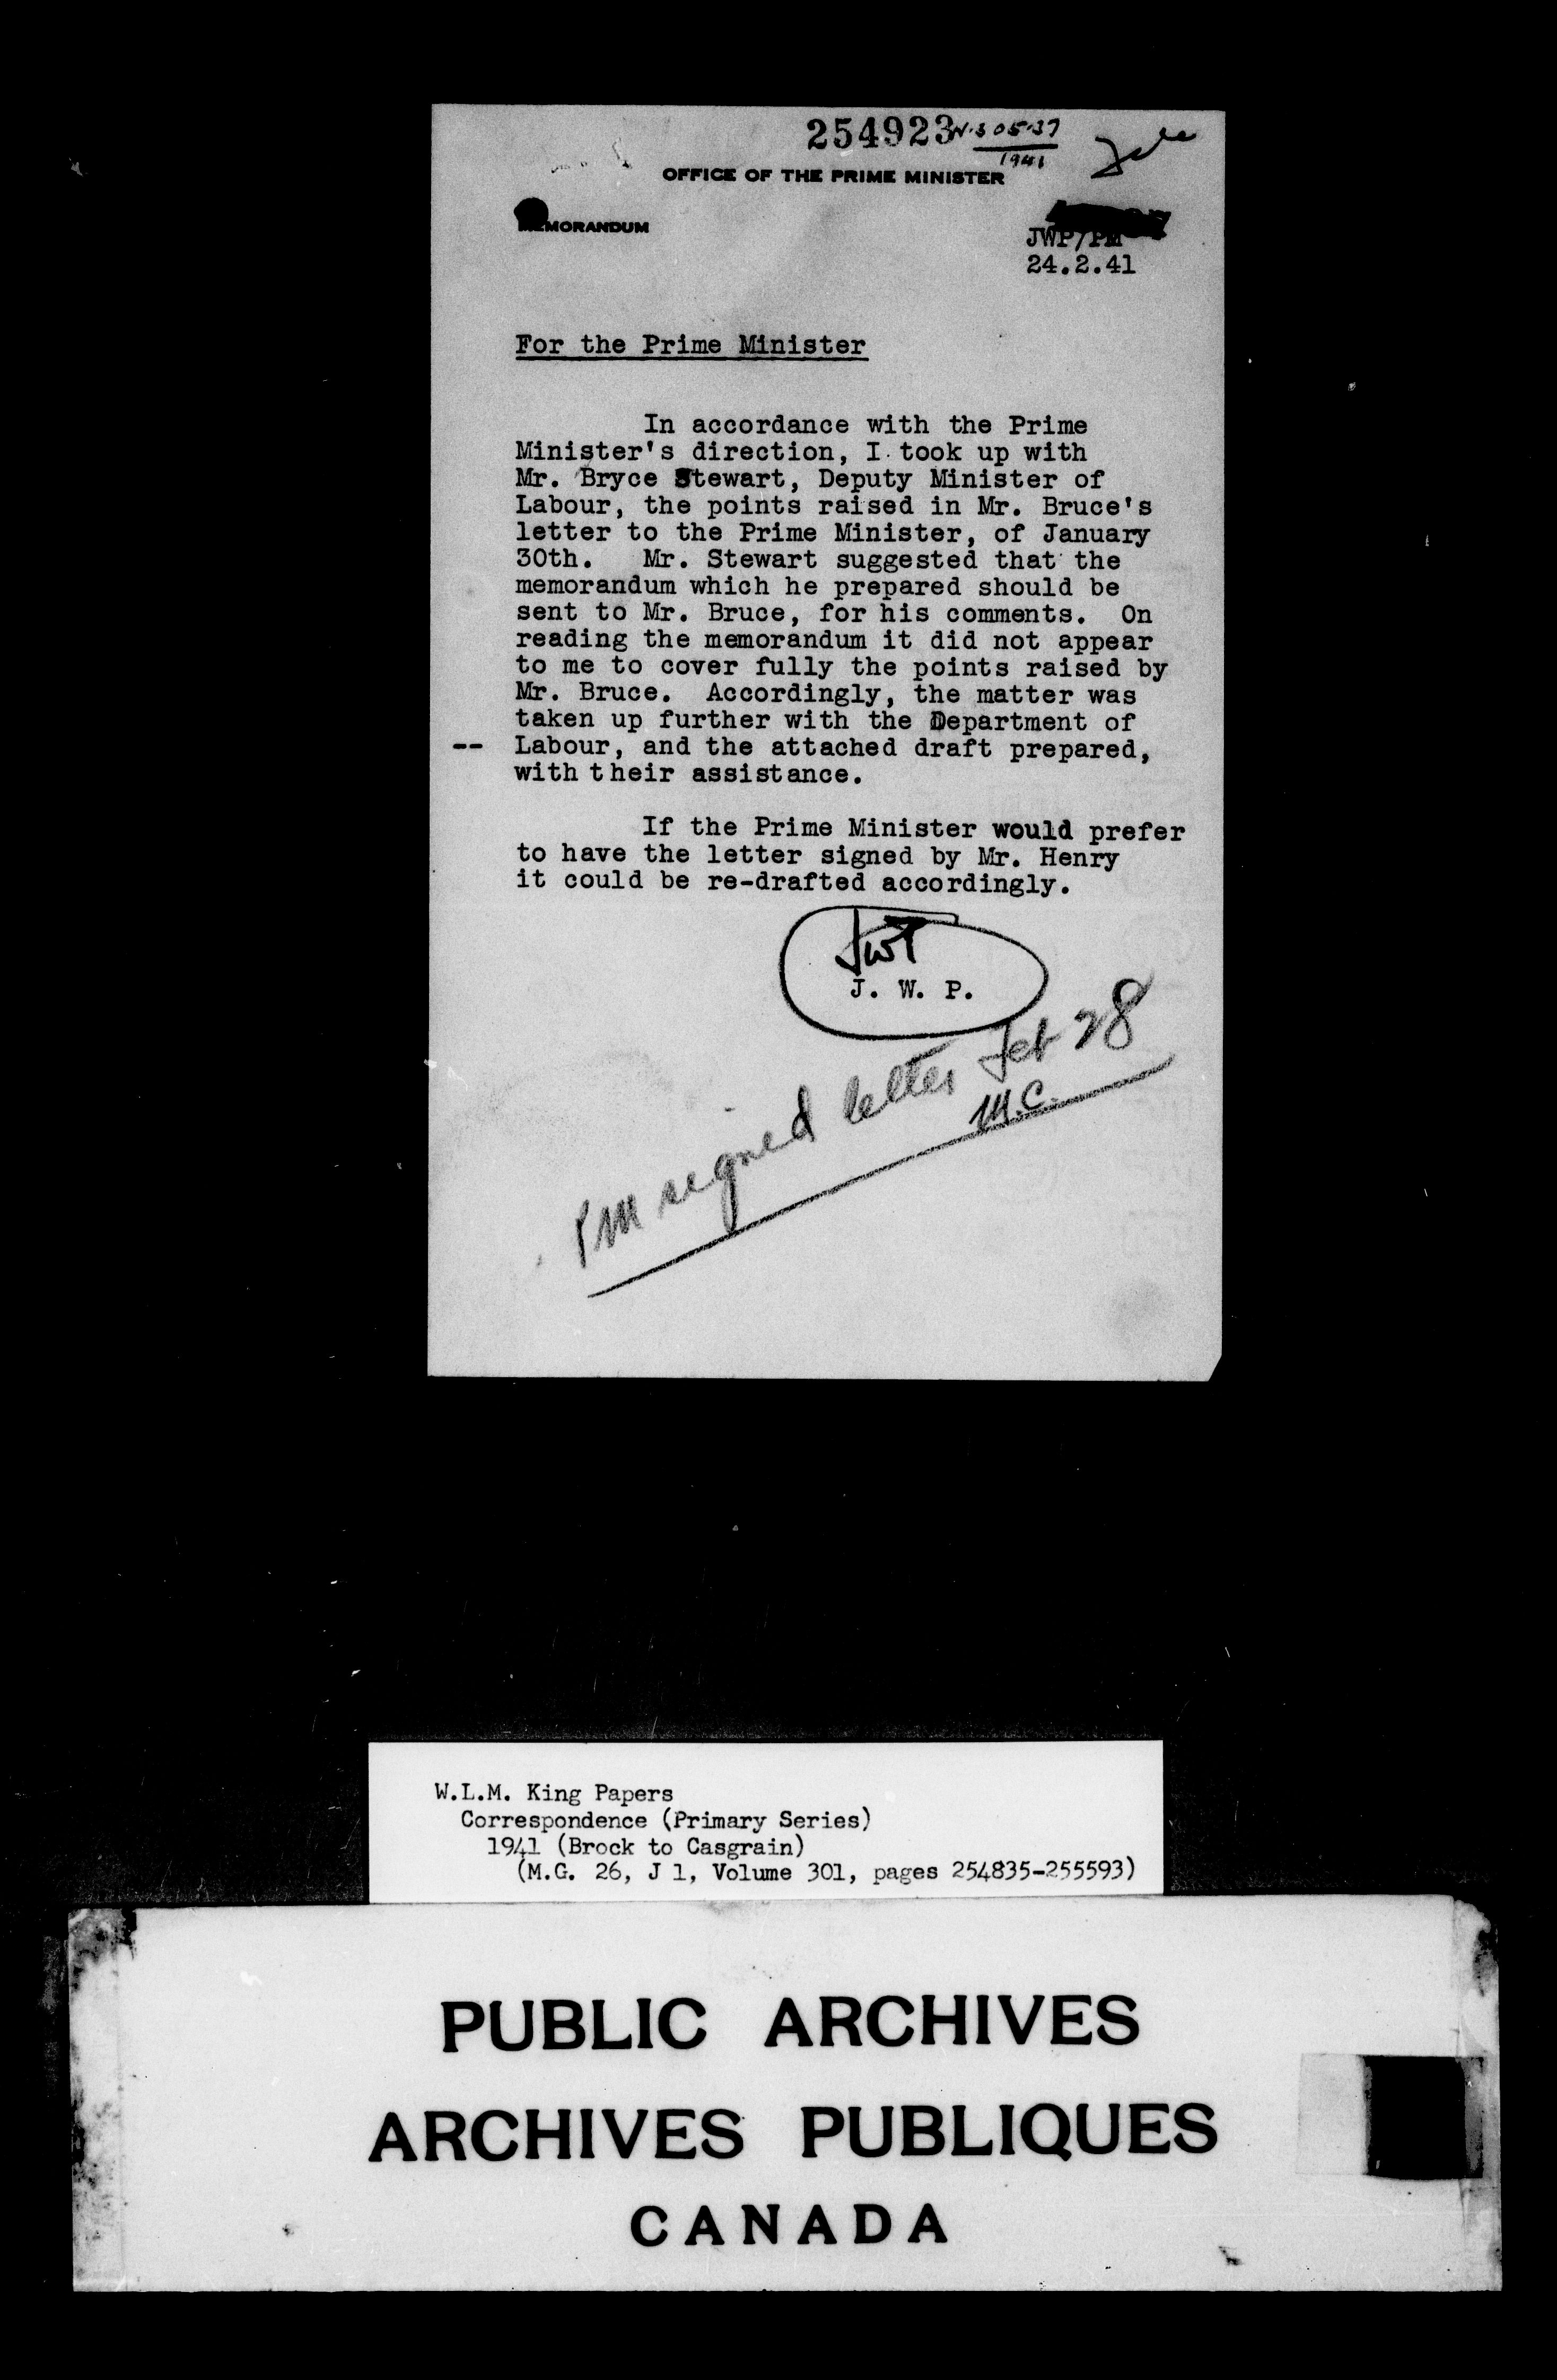 254923
1941
File
OFFICE OF THE PRIME MINISTER
MEMORANDUM
JWP/PM
24.2.41
For the Prime Minister
In accordance with the Prime
Minister's direction, I took up with
Mr. Bryce Stewart, Deputy Minister of
Labour, the points raised in Mr. Bruce's
letter to the Prime Minister, of January
30th. Mr. Stewart suggested that the
memorandum which he prepared should be
sent to Mr. Bruce, for his comments. On
reading the memorandum it did not appear
to me to cover fully the points raised by
Mr. Bruce. Accordingly, the matter was
taken up further with the Department of
-- Labour, and the attached draft prepared,
with their assistance.
If the Prime Minister would prefer
to have the letter signed by Mr. Henry
it could be re-drafted accordingly.
JWP
J. W. P.
PM signed letter Feb 28
M.C.
W.L.M. King Papers
Correspondence (Primary Series)
1941 (Brock to Casgrain)
(M.G. 26, J 1, Volume 301, pages 254835-255593)
PUBLIC ARCHIVES
ARCHIVES PUBLIQUES
CANADA